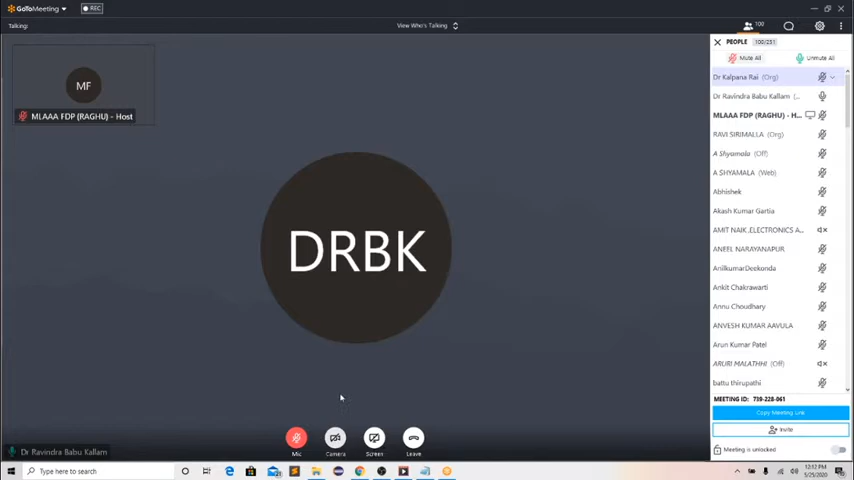 GoToMeeting
REC
Talking:
View Who's Talking
100
MF
MLAAA FDP (RAGHU) - Host
DRBK
Mic
Camera
Screen
Leave
Dr Ravindra Babu Kallam
PEOPLE
Mute All
Unmute All
Dr Kalpana Rai (Org)
Dr Ravindra Babu Kallam (...
MLAAA FDP (RAGHU) - H...
RAVI SIRIMALLA (Org)
A Shyamala (Off)
A SHYAMALA (Web)
Abhishek
Akash Kumar Gartia
AMIT NAIK ,ELECTRONICS A...
ANEEL NARAYANAPUR
AnilkumarDeekonda
Ankit Chakrawarti
Annu Choudhary
ANVESH KUMAR AAVULA
Arun Kumar Patel
ARURI MALATHHI (Off)
battu thirupathi
MEETING ID: 739-228-061
Copy Meeting Link
Invite
Meeting is unlocked
Type here to search
12:12 PM
5/25/2020